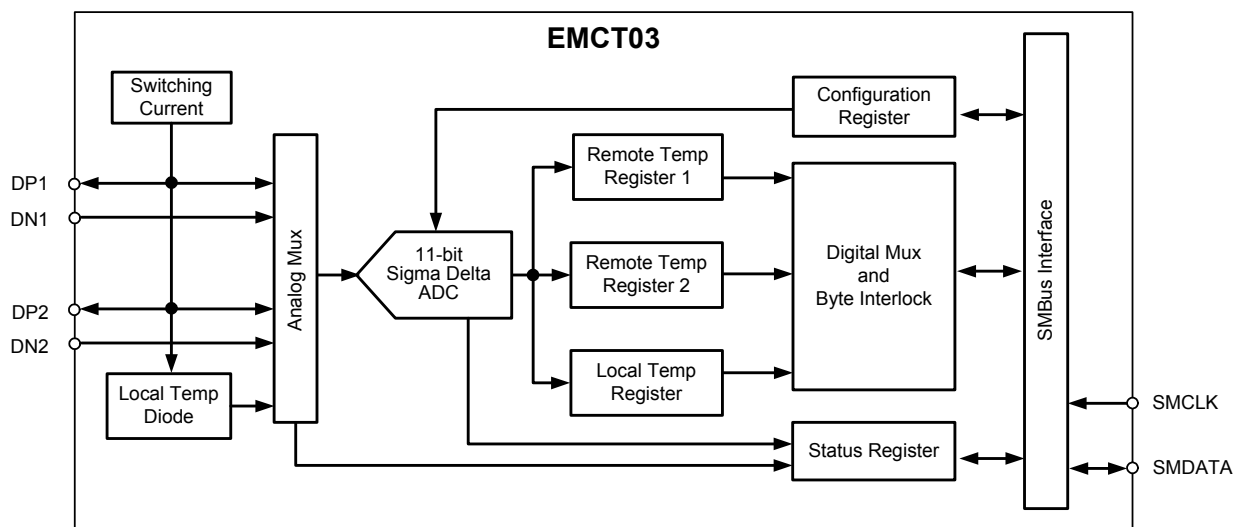 EMCT03
Switching
Current
Configuration
Register
DP1
DN1
DP2
DN2
Analog Mux
11-bit
Sigma Delta
ADC
Remote Temp
Register 1
Remote Temp
Register 2
Local Temp
Register
Digital Mux
and
Byte Interlock
SMBus Interface
Local Temp
Diode
Status Register
SMCLK
SMDATA